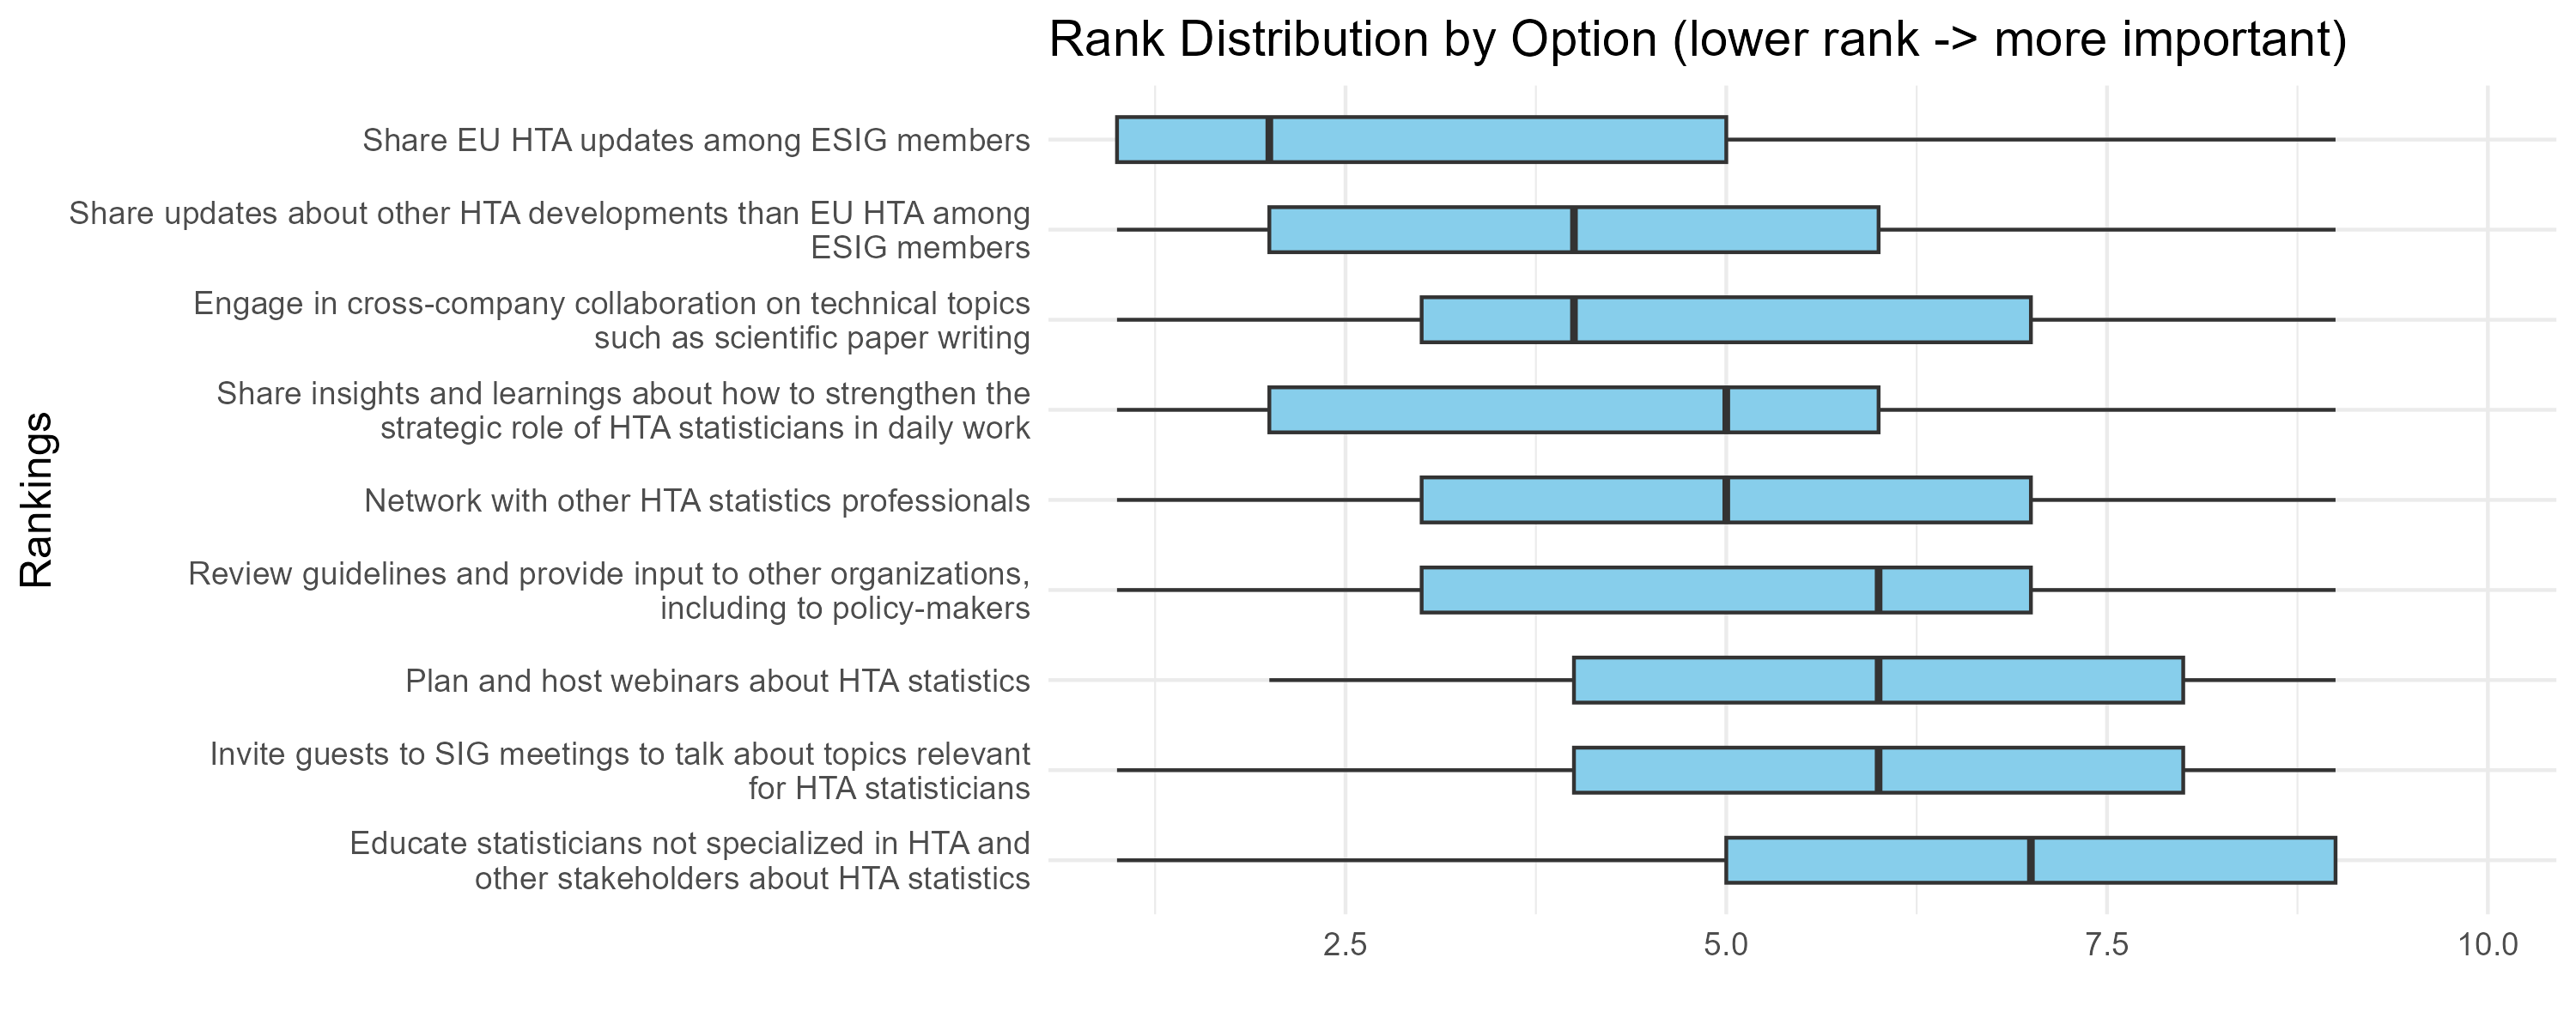 Rank Distribution by Option (lower rank -> more important)
Rankings
Share EU HTA updates among ESIG members
Share updates about other HTA developments than EU HTA among
ESIG members
Engage in cross-company collaboration on technical topics
such as scientific paper writing
Share insights and learnings about how to strengthen the
strategic role of HTA statisticians in daily work
Network with other HTA statistics professionals
Review guidelines and provide input to other organizations,
including to policy-makers
Plan and host webinars about HTA statistics
Invite guests to SIG meetings to talk about topics relevant
for HTA statisticians
Educate statisticians not specialized in HTA and
other stakeholders about HTA statistics
2.5 5.0 7.5 10.0